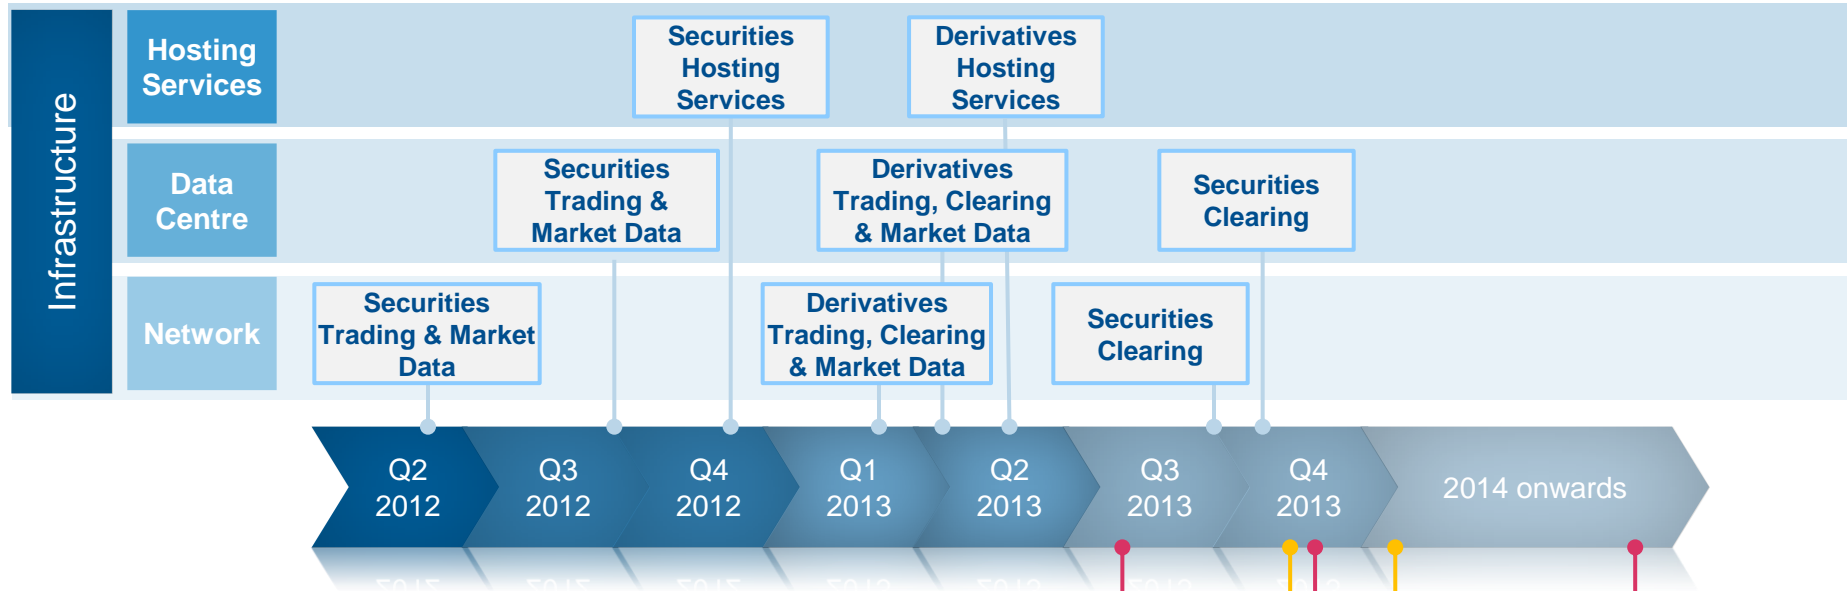 Infrastructure
Hosting
Services
Securities
Hosting
Services
Derivatives
Hosting
Services
Data
Centre
Securities
Trading &
Market Data
Derivatives
Trading, Clearing
& Market Data
Securities
Clearing
Network
Securities
Trading & Market
Data
Derivatives
Trading, Clearing
& Market Data
Securities
Clearing
Q2
2012
Q3
2012
Q4
2012
Q1
2013
Q2
2013
Q3
2013
Q4
2013
2014 onwards